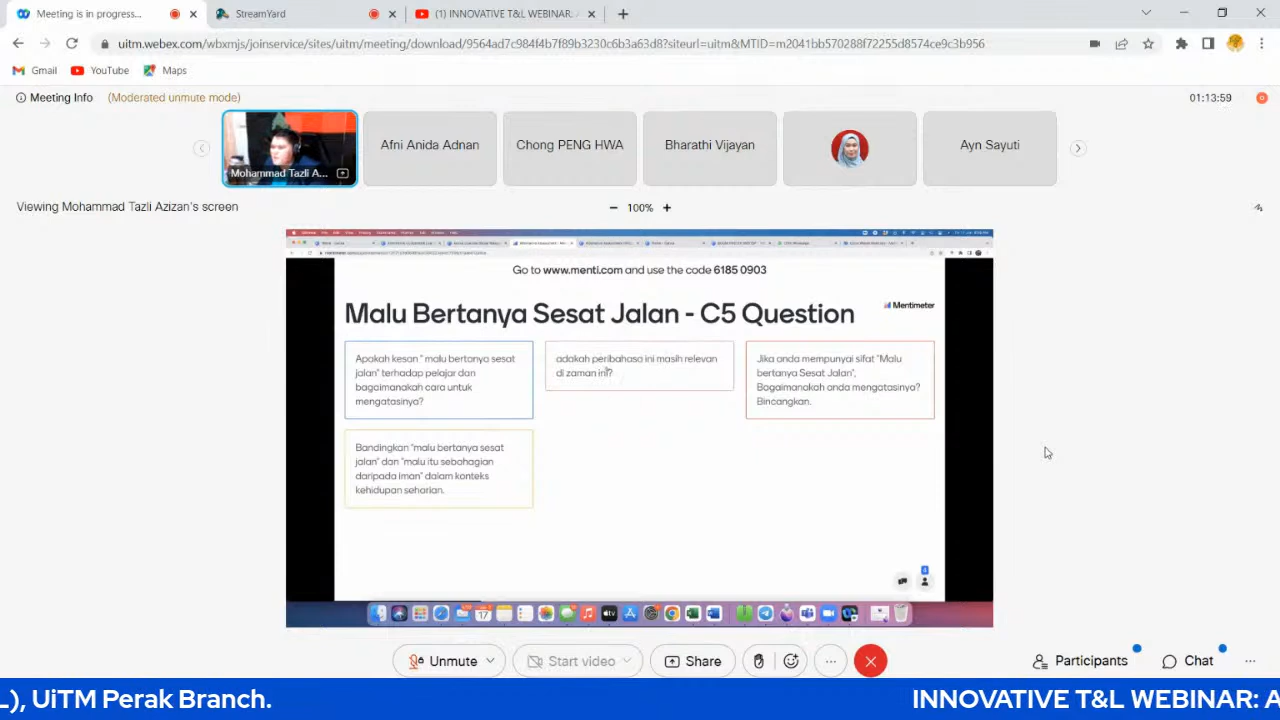 Meeting is in progress...
StreamYard
(1) INNOVATIVE T&L WEBINAR:
uitm.webex.com/wbxmjs/joinservice/sites/uitm/meeting/download/9564ad7c984f4b7f89b3230c6b3a63d8?siteurl=uitm&MTID=m2041bb570288f72255d8574ce9c3b956
Gmail
YouTube
Maps
Meeting Info
(Moderated unmute mode)
01:13:59
Mohammad Tazli A...
Afni Anida Adnan
Chong PENG HWA
Bharathi Vijayan
Ayn Sayuti
Viewing Mohammad Tazli Azizan's screen
100%
Go to www.menti.com and use the code 6185 0903
Malu Bertanya Sesat Jalan - C5 Question
Mentimeter
Apakah kesan " malu bertanya sesat
jalan" terhadap pelajar dan
bagaimanakah cara untuk
mengatasinya?
adakah peribahasa ini masih relevan
di zaman ini?
Jika anda mempunyai sifat "Malu
bertanya Sesat Jalan",
Bagaimanakah anda mengatasinya?
Bincangkan.
Bandingkan "malu bertanya sesat
jalan" dan "malu itu sebahagian
daripada iman" dalam konteks
kehidupan seharian.
4
17
Unmute
Start video
Share
Participants
Chat
L), UiTM Perak Branch.
INNOVATIVE T&L WEBINAR: A